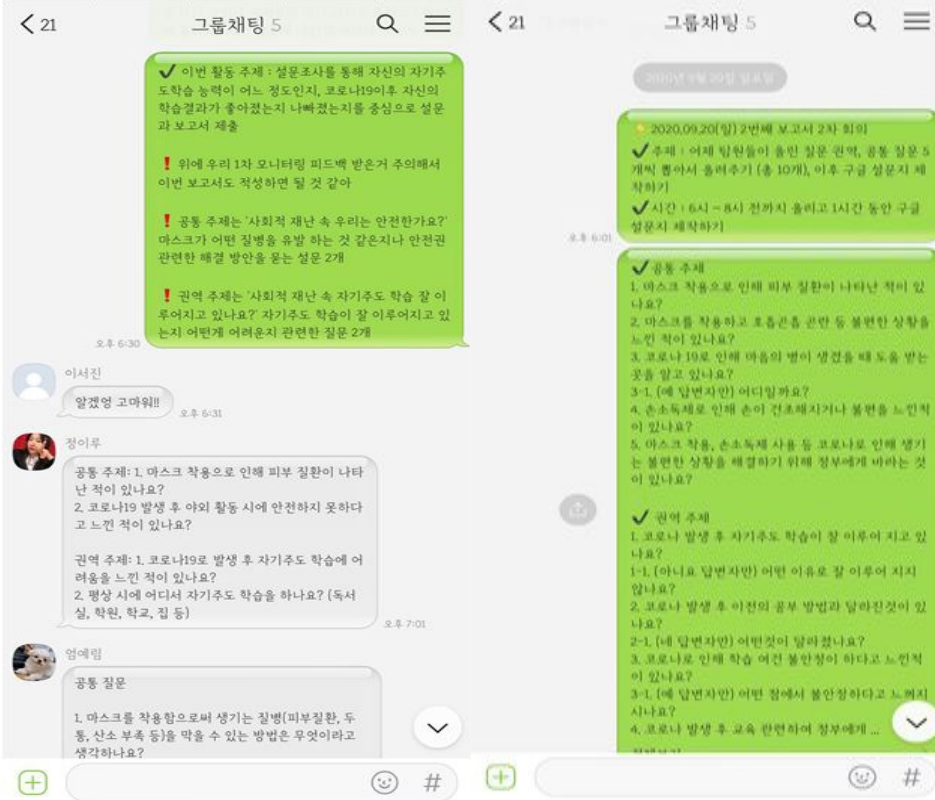 < 21
그룹채팅 5
✔ 이번 활동 주제 : 설문조사를 통해 자신의 자기주
도학습 능력이 어느 정도인지, 코로나19이후 자신의
학습결과가 좋아졌는지 나빠졌는지를 중심으로 설문
과 보고서 제출
❗ 위에 우리 1차 모니터링 피드백 받은거 주의해서
이번 보고서도 작성하면 될 것 같아
❗ 공통 주제는 '사회적 재난 속 우리는 안전한가요?'
마스크가 어떤 질병을 유발 하는 것 같은지나 안전권
관련한 해결 방안을 묻는 설문 2개
❗ 권역 주제는 '사회적 재난 속 자기주도 학습 잘 이
루어지고 있나요?' 자기주도 학습이 잘 이루어지고 있
는지 어떤게 어려운지 관련한 질문 2개
오후 6:30
이서진
알겠엉 고마워!!
오후 6:31
정이루
공통 주제: 1. 마스크 착용으로 인해 피부 질환이 나타
난 적이 있나요?
2. 코로나19 발생 후 야외 활동 시에 안전하지 못하다
고 느낀 적이 있나요?
권역 주제: 1. 코로나19로 발생 후 자기주도 학습에 어
려움을 느낀 적이 있나요?
2. 평상 시에 어디서 자기주도 학습을 하나요? (독서
실, 학원, 학교, 집 등)
오후 7:01
엄예림
공통 질문
1. 마스크를 착용함으로써 생기는 질병(피부질환, 두
통, 산소 부족 등)을 막을 수 있는 방법은 무엇이라고
생각하나요?
#
< 21
그룹채팅 5
2020년 9월 20일 일요일
2020.09.20(일) 2번째 보고서 2차 회의
✔ 주제 : 어제 팀원들이 올린 질문 권역, 공통 질문 5
개씩 뽑아서 올려주기 (총 10개), 이후 구글 설문지 제
작하기
✔ 시간 : 6시 ~ 8시 전까지 올리고 1시간 동안 구글
설문지 제작하기
오후 6:01
✔ 공통 주제
1. 마스크 착용으로 인해 피부 질환이 나타난 적이 있
나요?
2. 마스크를 착용하고 호흡곤흡 곤란 등 불편한 상황을
느낀 적이 있나요?
3. 코로나 19로 인해 마음의 병이 생겼을 때 도움 받는
곳을 알고 있나요?
3-1. (예 답변자만) 어디일까요?
4. 손소독제로 인해 손이 건조해지거나 불편을 느낀적
이 있나요?
5. 마스크 착용, 손소독제 사용 등 코로나로 인해 생기
는 불편한 상황을 해결하기 위해 정부에게 바라는 것
이 있나요?
✔ 권역 주제
1. 코로나 발생 후 자기주도 학습이 잘 이루어 지고 있
나요?
1-1. (아니요 답변자만) 어떤 이유로 잘 이루어 지지
않나요?
2. 코로나 발생 후 이전의 공부 방법과 달라진것이 있
나요?
2-1. (네 답변자만) 어떤것이 달라졌나요?
3. 코로나로 인해 학습 여건 불안정이 하다고 느낀적
이 있나요?
3-1. (예 답변자만) 어떤 점에서 불안정하다고 느껴지
시나요?
4. 코로나 발생 후 교육 관련하여 정부에게 ...
#